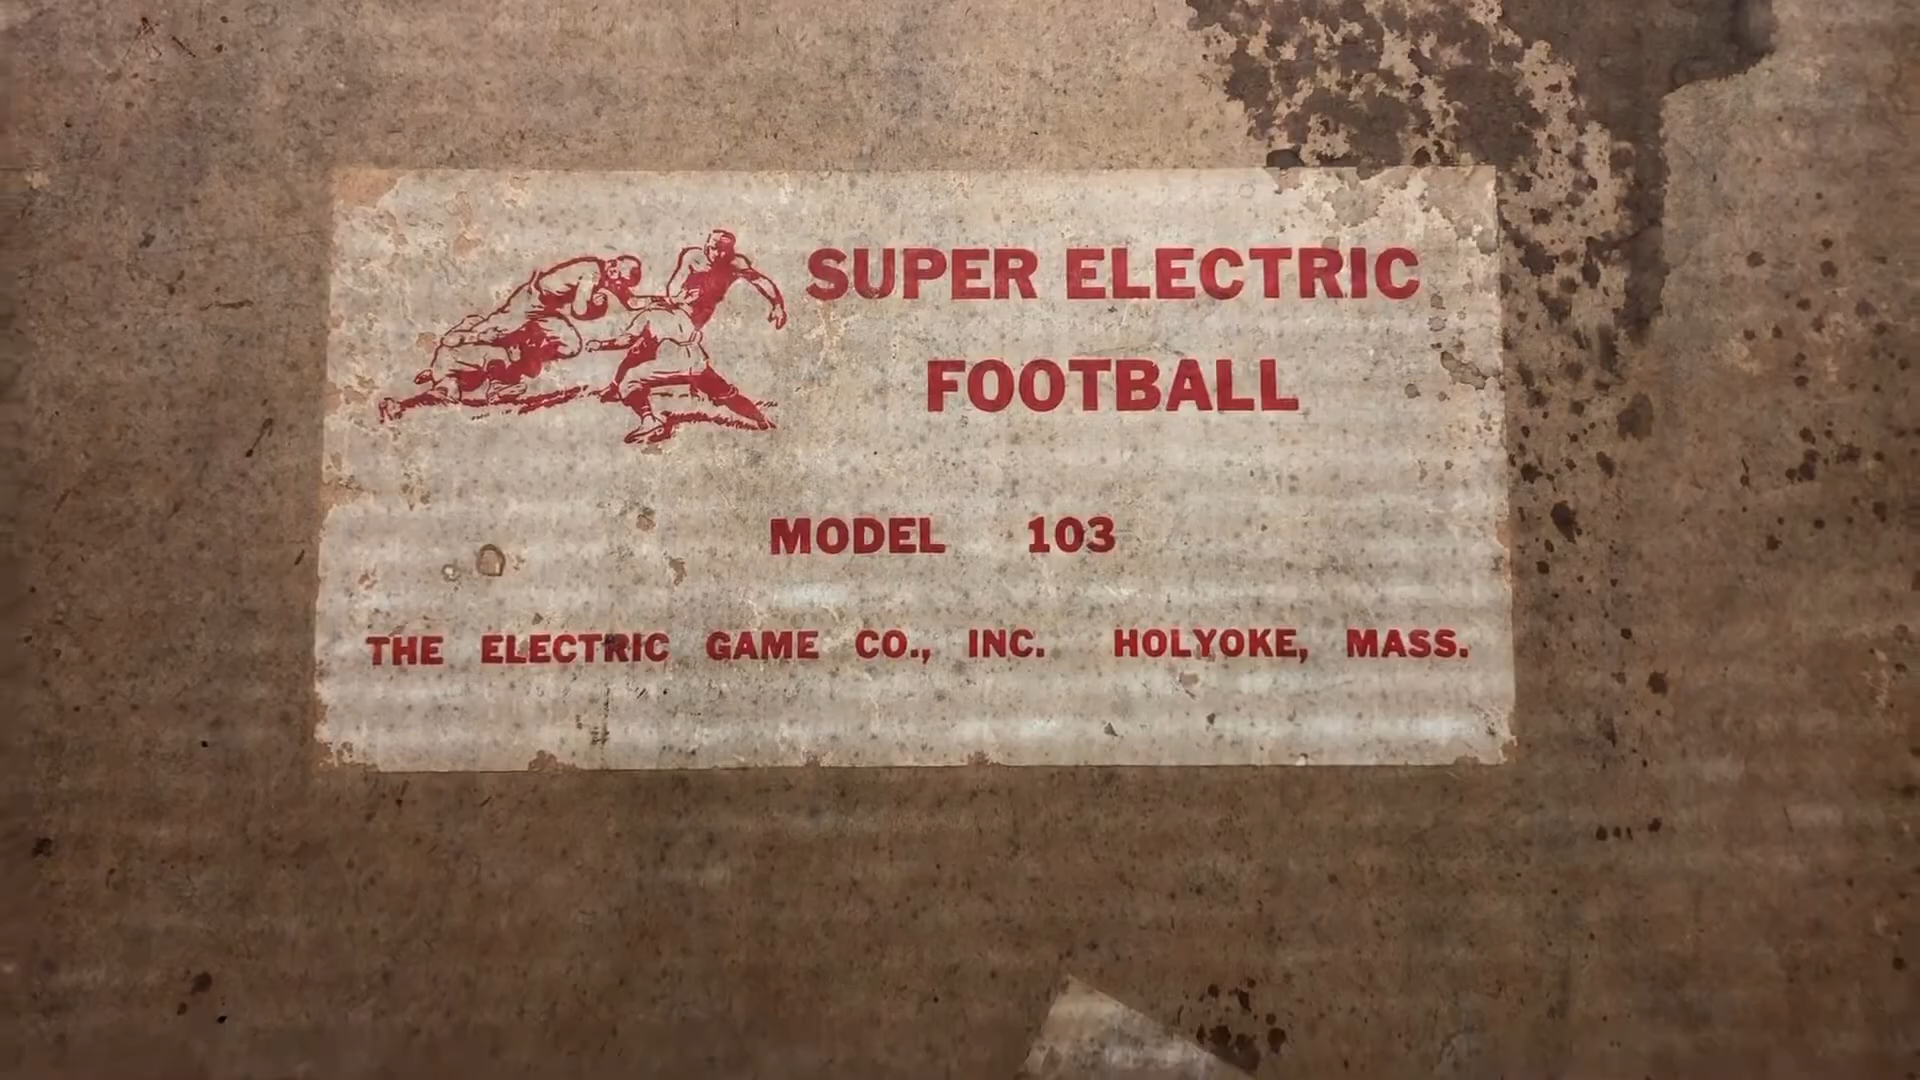 SUPER ELECTRIC
FOOTBALL
MODEL 103
THE ELECTRIC GAME CO., INC. HOLYOKE, MASS.